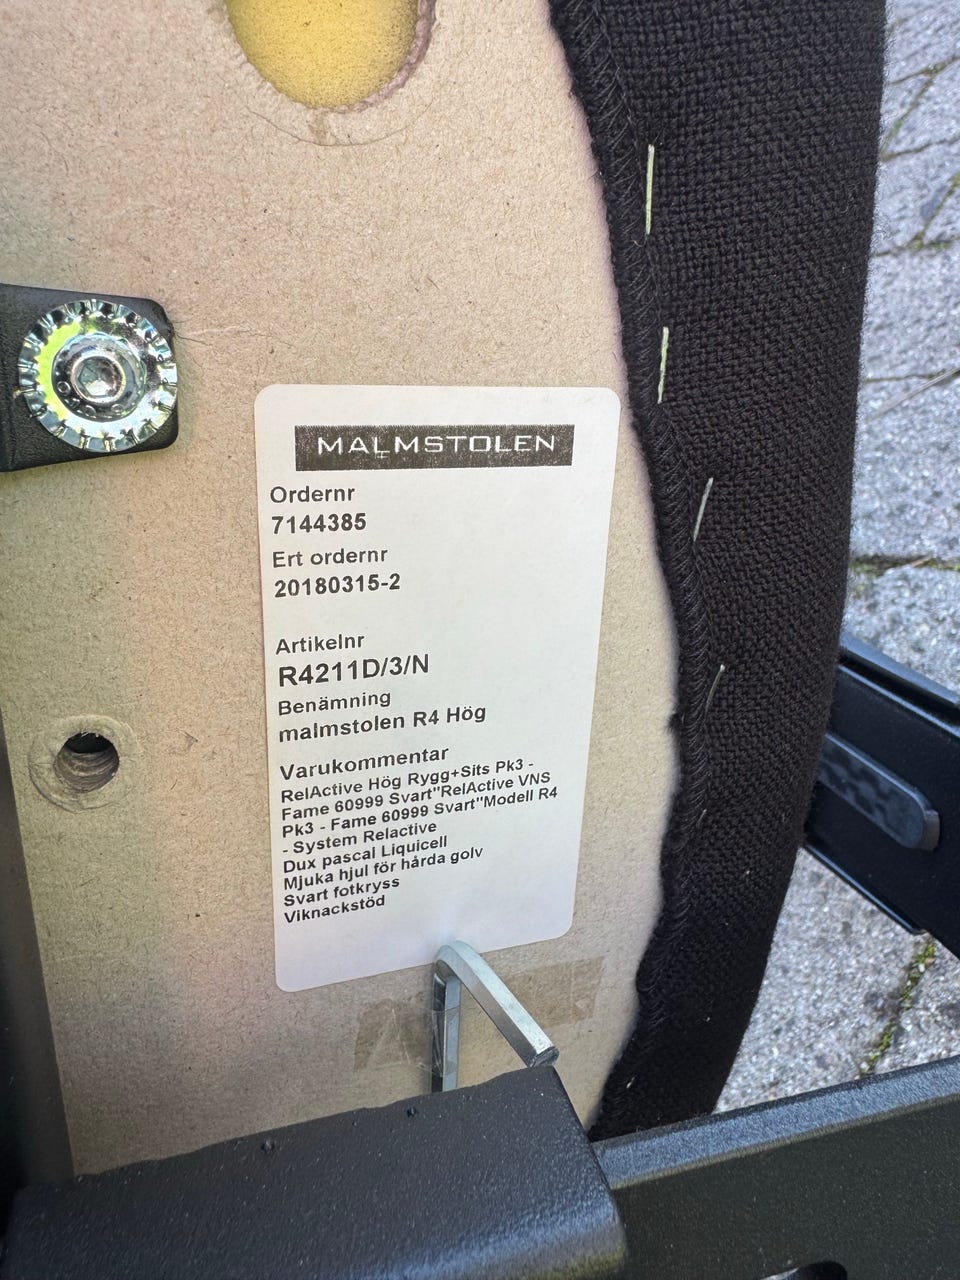 MALMSTOLEN
Ordernr
7144385
Ert ordernr
20180315-2
Artikelnr
R4211D/3/N
Benämning
malmstolen R4 Hög
Varukommentar
RelActive Hög Rygg+Sits Pk3 -
Fame 60999 Svart"RelActive VNS
Pk3 - Fame 60999 Svart"Modell R4
- System Relactive
Dux pascal Liquicell
Mjuka hjul för hårda golv
Svart fotkryss
Viknackstöd